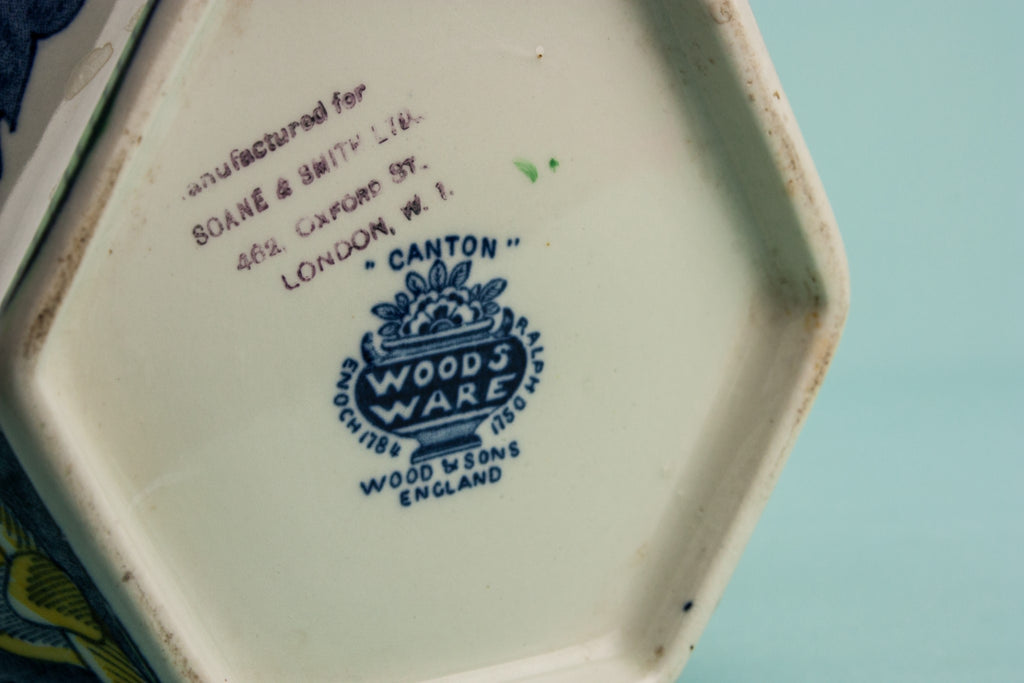 anufactured for
SOANE & SMITH LTD.
462. OXFORD ST.
LONDON, W. 1.
" CANTON "
WOODS
WARE
ENOCH 1784
RALPH 1750
WOOD & SONS
ENGLAND